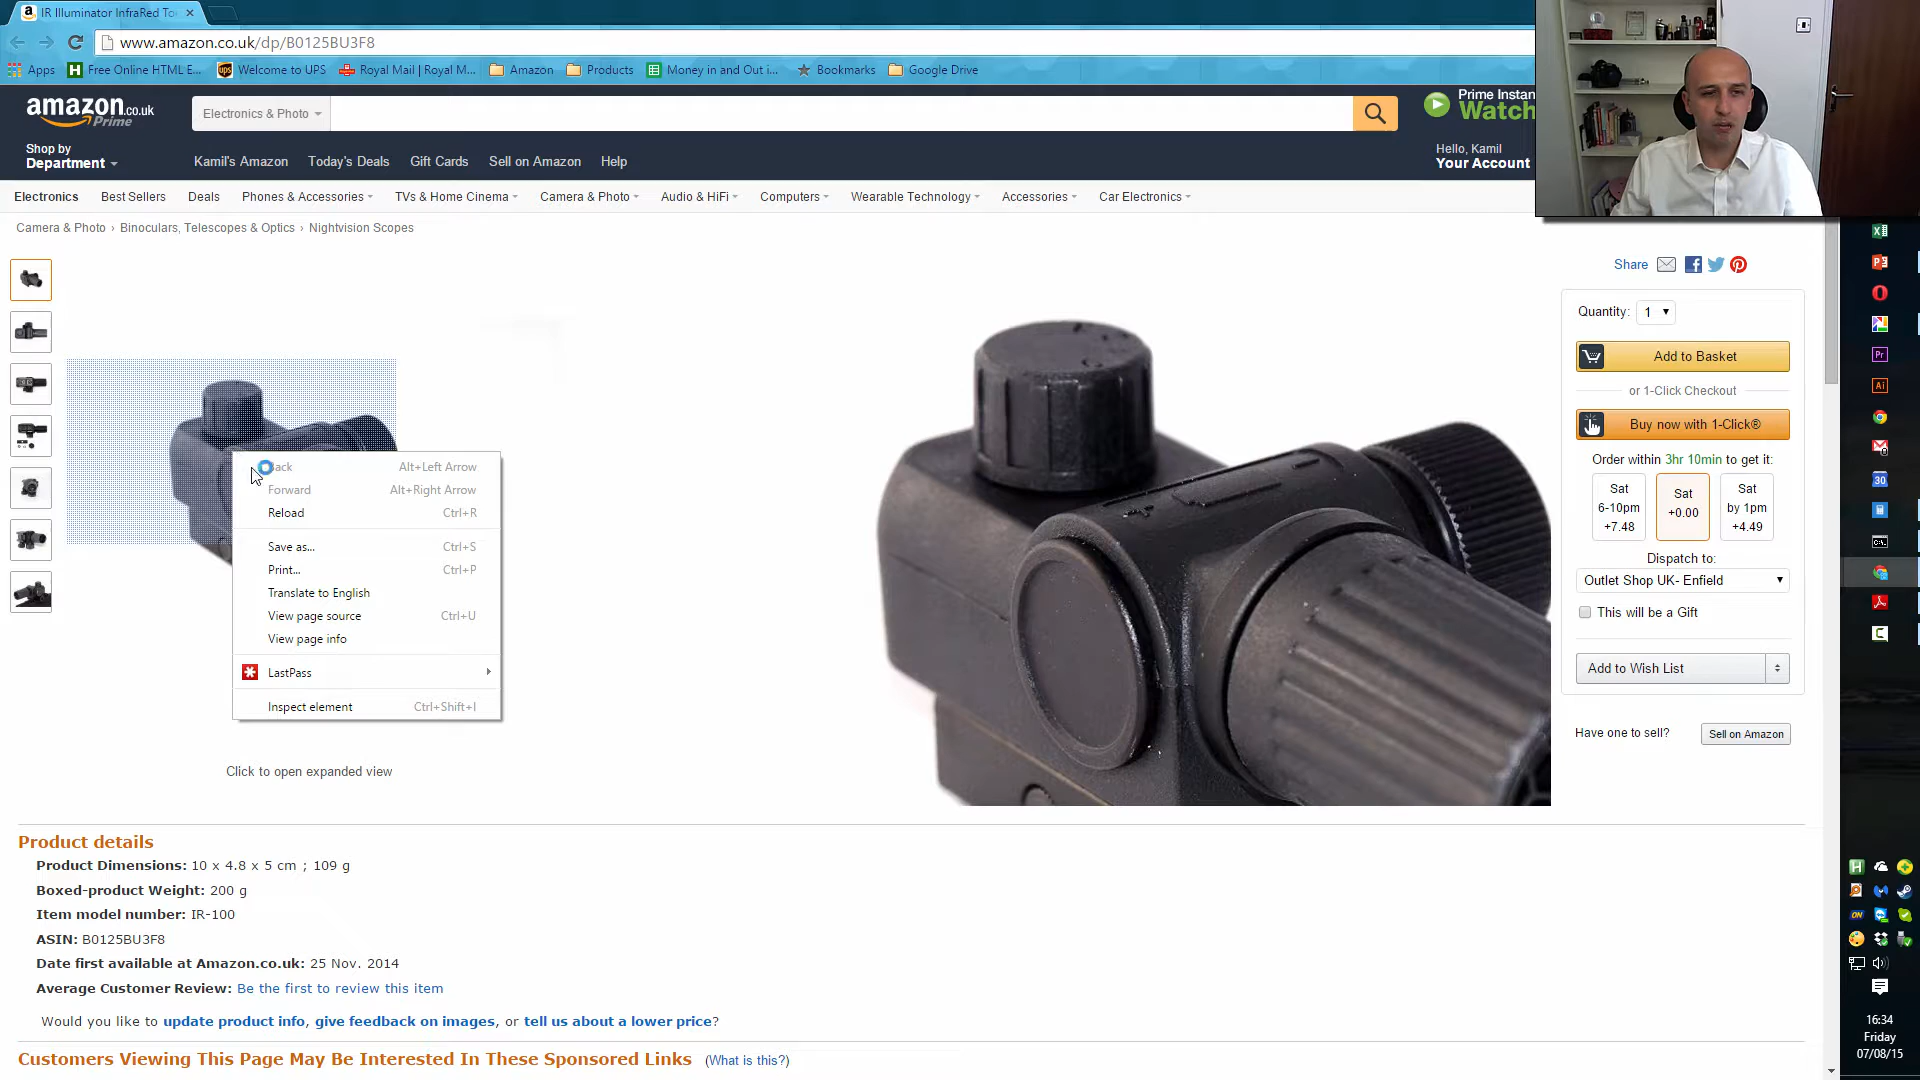 IR Illuminator InfraRed To
www.amazon.co.uk/dp/B0125BU3F8
Apps
Free Online HTML E...
Welcome to UPS
Royal Mail | Royal M...
Amazon
Products
Money in and Out i...
Bookmarks
Google Drive
amazon.co.uk
Prime
Electronics & Photo
Prime Instan
Watch
Shop by
Department
Kamil's Amazon
Today's Deals
Gift Cards
Sell on Amazon
Help
Hello, Kamil
Your Account
Electronics
Best Sellers
Deals
Phones & Accessories
TVs & Home Cinema
Camera & Photo
Audio & HiFi
Computers
Wearable Technology
Accessories
Car Electronics
Camera & Photo › Binoculars, Telescopes & Optics › Nightvision Scopes
Share
Quantity: 1
Add to Basket
or 1-Click Checkout
Buy now with 1-Click®
Order within 3hr 10min to get it:
Sat
6-10pm
+7.48
Sat
+0.00
Sat
by 1pm
+4.49
Dispatch to:
Outlet Shop UK- Enfield
This will be a Gift
Add to Wish List
Have one to sell?
Sell on Amazon
ack Alt+Left Arrow
Forward Alt+Right Arrow
Reload Ctrl+R
Save as... Ctrl+S
Print... Ctrl+P
Translate to English
View page source Ctrl+U
View page info
LastPass
Inspect element Ctrl+Shift+I
Click to open expanded view
Product details
Product Dimensions: 10 x 4.8 x 5 cm ; 109 g
Boxed-product Weight: 200 g
Item model number: IR-100
ASIN: B0125BU3F8
Date first available at Amazon.co.uk: 25 Nov. 2014
Average Customer Review: Be the first to review this item
Would you like to update product info, give feedback on images, or tell us about a lower price?
Customers Viewing This Page May Be Interested In These Sponsored Links (What is this?)
16:34
Friday
07/08/15